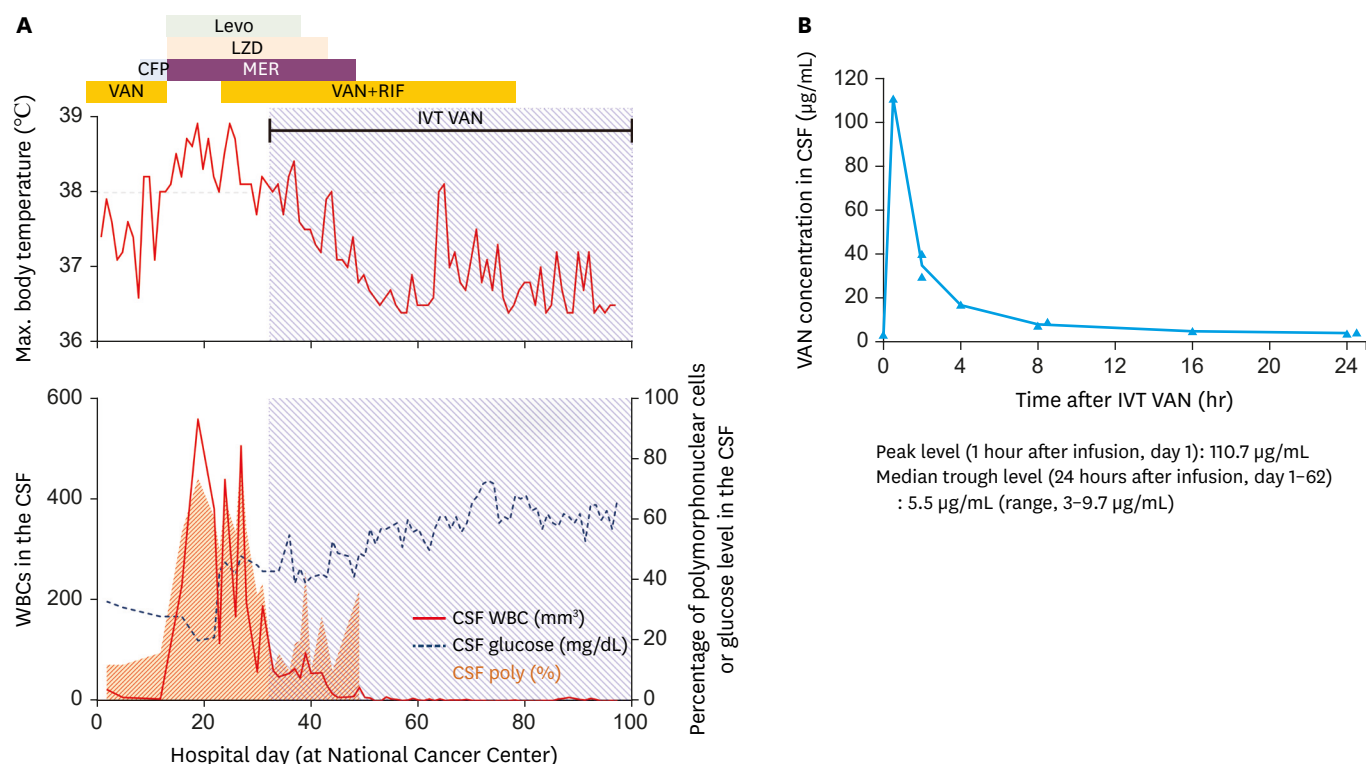 A
Levo
LZD
CFP MER
VAN VAN+RIF
IVT VAN
Max. body temperature (℃)
39
38
37
36
WBCs in the CSF
600
400
200
0
Percentage of polymorphonuclear cells
or glucose level in the CSF
100
80
60
40
20
0
CSF WBC (mm³)
CSF glucose (mg/dL)
CSF poly (%)
0 20 40 60 80 100
Hospital day (at National Cancer Center)
B
VAN concentration in CSF (µg/mL)
120
100
80
60
40
20
0
0 4 8 12 16 20 24
Time after IVT VAN (hr)
Peak level (1 hour after infusion, day 1): 110.7 µg/mL
Median trough level (24 hours after infusion, day 1–62)
: 5.5 µg/mL (range, 3–9.7 µg/mL)